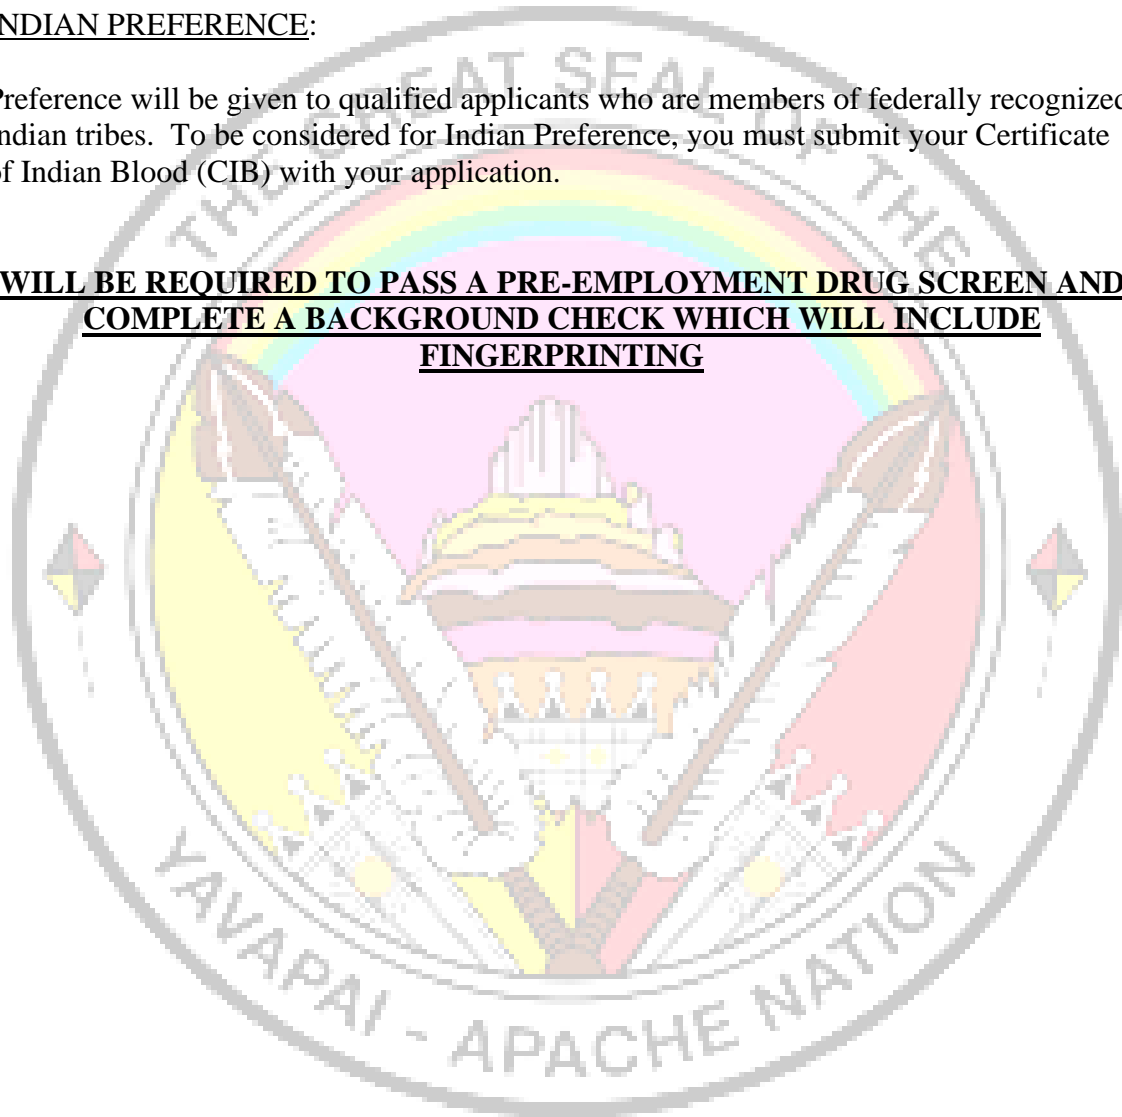 INDIAN PREFERENCE:
Preference will be given to qualified applicants who are members of federally recognized
Indian tribes. To be considered for Indian Preference, you must submit your Certificate
of Indian Blood (CIB) with your application.
WILL BE REQUIRED TO PASS A PRE-EMPLOYMENT DRUG SCREEN AND
COMPLETE A BACKGROUND CHECK WHICH WILL INCLUDE
FINGERPRINTING
THE GREAT SEAL OF THE
YAVAPAI - APACHE NATION